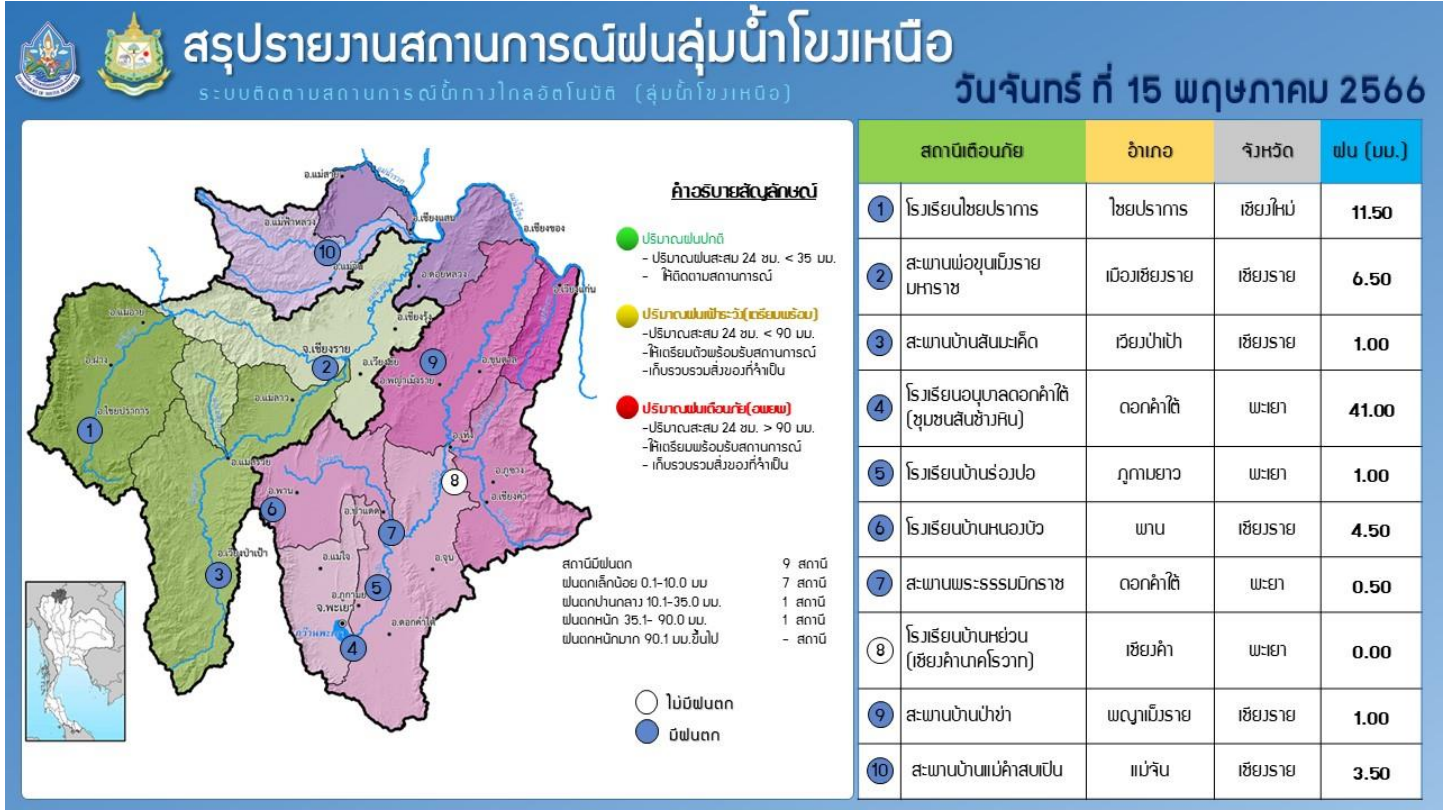 สรุปรายงานสถานการณ์ฝนลุ่มน้ำโขงเหนือ
ระบบติดตามสถานการณ์น้ำทางไกลอัตโนมัติ (ลุ่มน้ำโขงเหนือ)
วันจันทร์ ที่ 15 พฤษภาคม 2566
อ.แม่สาย
อ.แม่ฟ้าหลวง
อ.เชียงแสน
อ.เชียงของ
10
อ.แม่จัน
อ.ดอยหลวง
อ.เวียงแก่น
อ.แม่อาย
อ.เชียงรุ้ง
อ.ฝาง
จ.เชียงราย
2
อ.เวียงชัย
9
อ.ขุนตาล
อ.พญาเม็งราย
อ.แม่ลาว
อ.ไชยปราการ
1
อ.เทิง
อ.แม่สรวย
8
อ.ภูซาง
อ.เชียงคำ
อ.พาน
6
อ.ป่าแดด
7
อ.เวียงป่าเป้า
3
อ.แม่ใจ
อ.จุน
5
จ.พะเยา
อ.ดอกคำใต้
4
คำอธิบายสัญลักษณ์
ปริมาณฝนปกติ
- ปริมาณฝนสะสม 24 ชม. < 35 มม.
- ให้ติดตามสถานการณ์
ปริมาณฝนเฝ้าระวัง(เตรียมพร้อม)
-ปริมาณสะสม 24 ชม. < 90 มม.
-ให้เตรียมตัวพร้อมรับสถานการณ์
-เก็บรวบรวมสิ่งของที่จำเป็น
ปริมาณฝนเตือนภัย(อพยพ)
-ปริมาณสะสม 24 ชม. > 90 มม.
-ให้เตรียมพร้อมรับสถานการณ์
- เก็บรวบรวมสิ่งของที่จำเป็น
สถานีมีฝนตก 9 สถานี
ฝนตกเล็กน้อย 0.1-10.0 มม 7 สถานี
ฝนตกปานกลาง 10.1-35.0 มม. 1 สถานี
ฝนตกหนัก 35.1- 90.0 มม. 1 สถานี
ฝนตกหนักมาก 90.1 มม.ขึ้นไป - สถานี
ไม่มีฝนตก
มีฝนตก
สถานีเตือนภัย อำเภอ จังหวัด ฝน (มม.)
1 โรงเรียนไชยปราการ ไชยปราการ เชียงใหม่ 11.50
2 สะพานพ่อขุนเม็งราย
มหาราช เมืองเชียงราย เชียงราย 6.50
3 สะพานบ้านสันมะเค็ด เวียงป่าเป้า เชียงราย 1.00
4 โรงเรียนอนุบาลดอกคำใต้
(ชุมชนสันช้างหิน) ดอกคำใต้ พะเยา 41.00
5 โรงเรียนบ้านร่องปอ ภูกามยาว พะเยา 1.00
6 โรงเรียนบ้านหนองบัว พาน เชียงราย 4.50
7 สะพานพระธรรมมิกราช ดอกคำใต้ พะยา 0.50
8 โรงเรียนบ้านหย่วน
(เชียงคำนาคโรวาท) เชียงคำ พะเยา 0.00
9 สะพานบ้านป่าข่า พญาเม็งราย เชียงราย 1.00
10 สะพานบ้านแม่คำสบเปิน แม่จัน เชียงราย 3.50